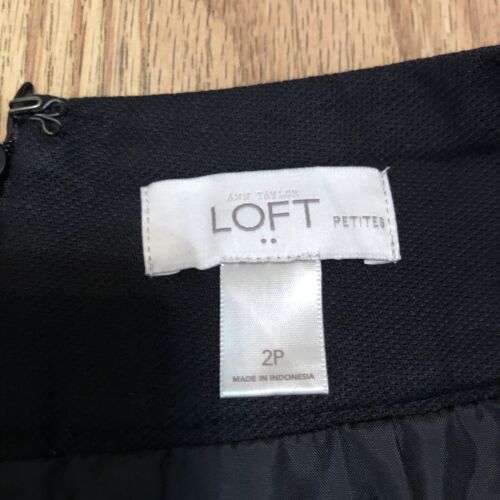 ANN TAYLOR
LOFT PETITES
2P
MADE IN INDONESIA